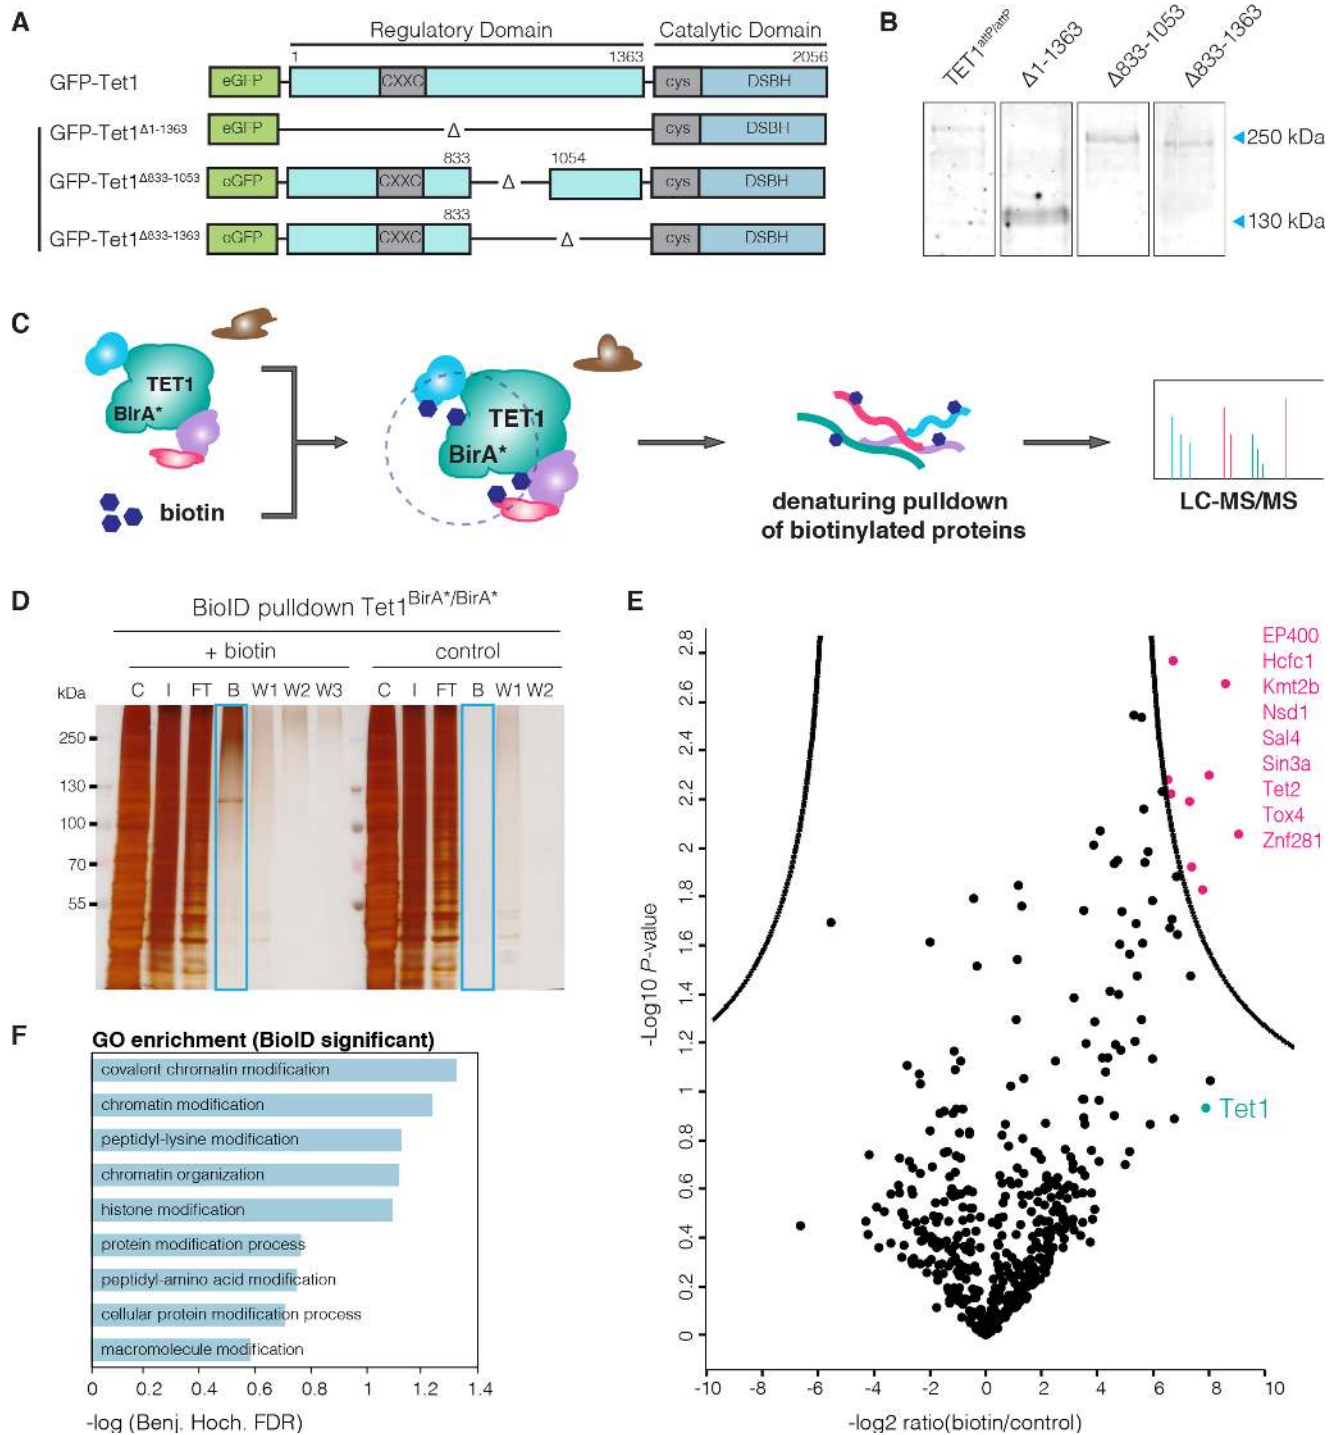 A
Regulatory Domain
Catalytic Domain
1
1363
2056
GFP-Tet1
eGFP
CXXC
cys
DSBH
GFP-Tet1Δ1-1363
eGFP
Δ
cys
DSBH
833
1054
GFP-Tet1Δ833-1053
eGFP
CXXC
Δ
cys
DSBH
833
GFP-Tet1Δ833-1363
eGFP
CXXC
Δ
cys
DSBH
B
TET1attP/attP
Δ1-1363
Δ833-1053
Δ833-1363
250 kDa
130 kDa
C
TET1
BirA*
biotin
TET1
BirA*
denaturing pulldown
of biotinylated proteins
LC-MS/MS
D
BioID pulldown Tet1BirA*/BirA*
+ biotin
control
kDa
C I FT B W1 W2 W3 C I FT B W1 W2
250
130
100
70
55
E
2.8
2.6
2.4
2.2
2
1.8
1.6
1.4
1.2
1
0.8
0.6
0.4
0.2
0
-Log10 P-value
EP400
Hcfc1
Kmt2b
Nsd1
Sal4
Sin3a
Tet2
Tox4
Znf281
Tet1
-10 -8 -6 -4 -2 0 2 4 6 8 10
-log2 ratio(biotin/control)
F
GO enrichment (BioID significant)
covalent chromatin modification
chromatin modification
peptidyl-lysine modification
chromatin organization
histone modification
protein modification process
peptidyl-amino acid modification
cellular protein modification process
macromolecule modification
0 0.2 0.4 0.6 0.8 1 1.2 1.4
-log (Benj. Hoch. FDR)